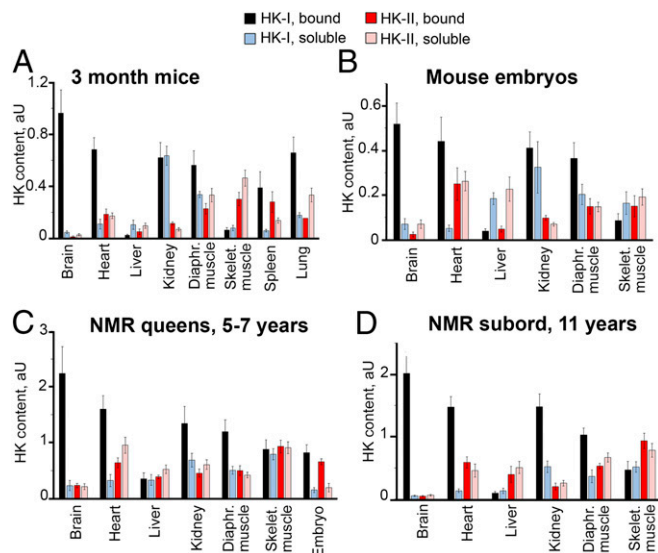 HK-I, bound
HK-II, bound
HK-I, soluble
HK-II, soluble
A
3 month mice
HK content, aU
1.2
0.8
0.4
0
Brain
Heart
Liver
Kidney
Diaphr.
muscle
Skelet.
muscle
Spleen
Lung
B
Mouse embryos
0.6
0.4
0.2
0
Brain
Heart
Liver
Kidney
Diaphr.
muscle
Skelet.
muscle
C
NMR queens, 5-7 years
HK content, aU
3
2
1
0
Brain
Heart
Liver
Kidney
Diaphr.
muscle
Skelet.
muscle
Embryo
D
NMR subord, 11 years
HK content, aU
2
1
0
Brain
Heart
Liver
Kidney
Diaphr.
muscle
Skelet.
muscle